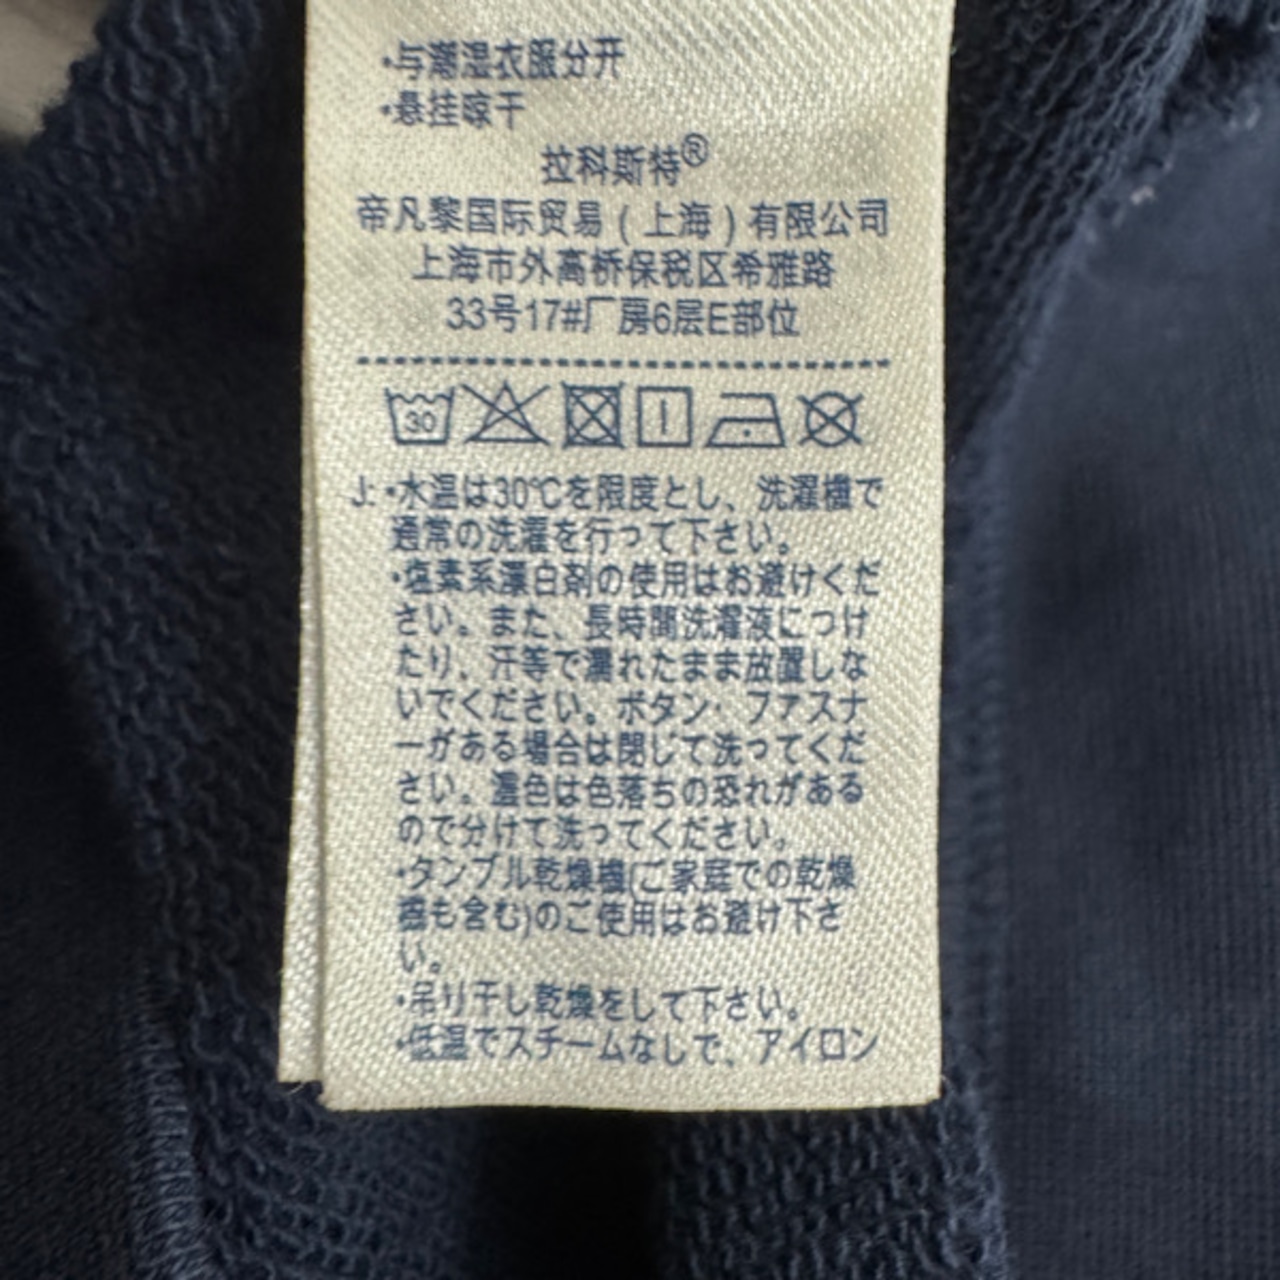 •与潮湿衣服分开
•悬挂晾干
拉科斯特®
帝凡黎国际贸易(上海)有限公司
上海市外高桥保税区希雅路
33号17#厂房6层E部位
30
J: •水温は30℃を限度とし、洗濯機で
通常の洗濯を行って下さい。
•塩素系漂白剤の使用はお避けくだ
さい。また、長時間洗濯液につけ
たり、汗等で濡れたまま放置しな
いでください。ボタン・ファスナ
ーがある場合は閉じて洗ってくだ
さい。濃色は色落ちの恐れがある
ので分けて洗ってください。
•タンブル乾燥機(ご家庭での乾燥
機も含む)のご使用はお避け下さ
い。
•吊り干し乾燥をして下さい。
•低温でスチームなしで、アイロン